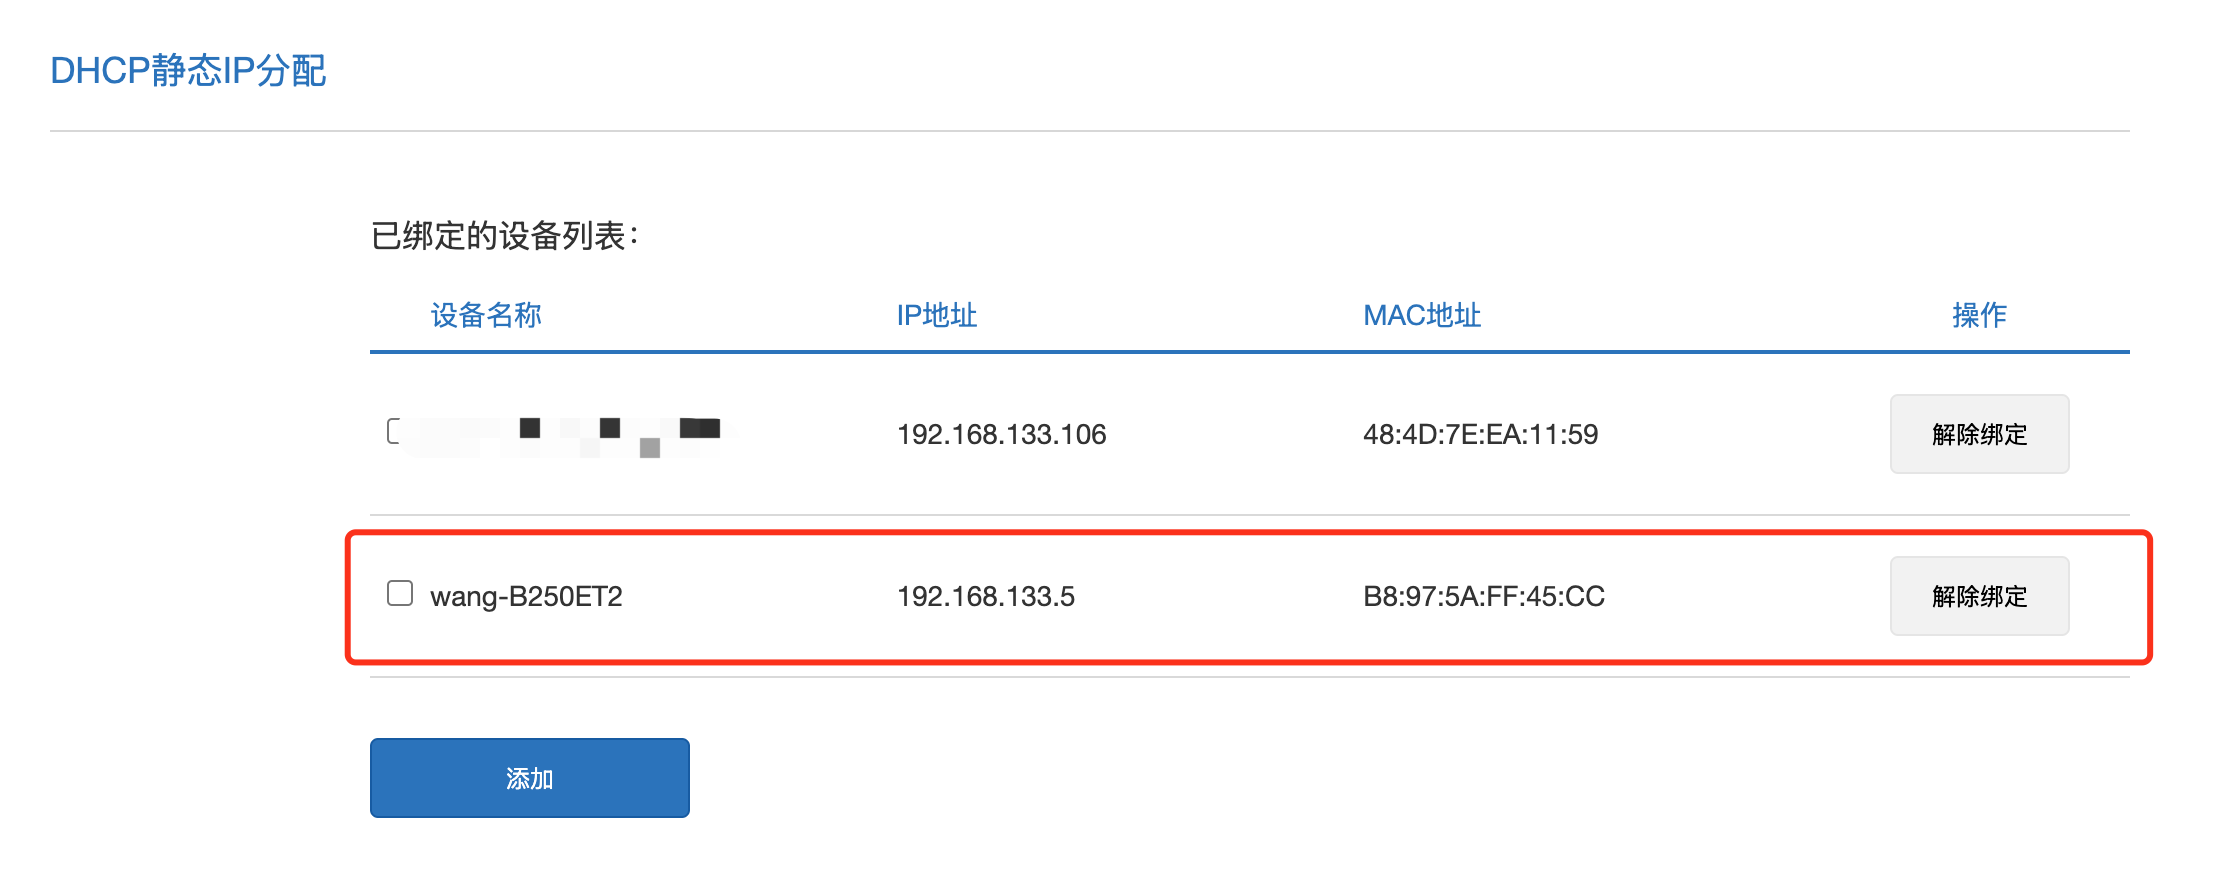 DHCP静态IP分配
已绑定的设备列表：
设备名称 IP地址 MAC地址 操作
192.168.133.106 48:4D:7E:EA:11:59 解除绑定
wang-B250ET2 192.168.133.5 B8:97:5A:FF:45:CC 解除绑定
添加